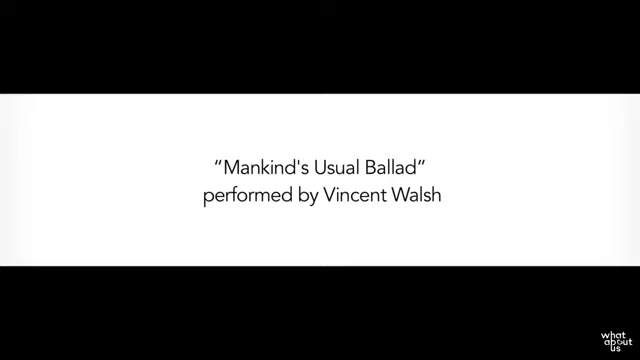 “Mankind's Usual Ballad”
performed by Vincent Walsh
what
about
us